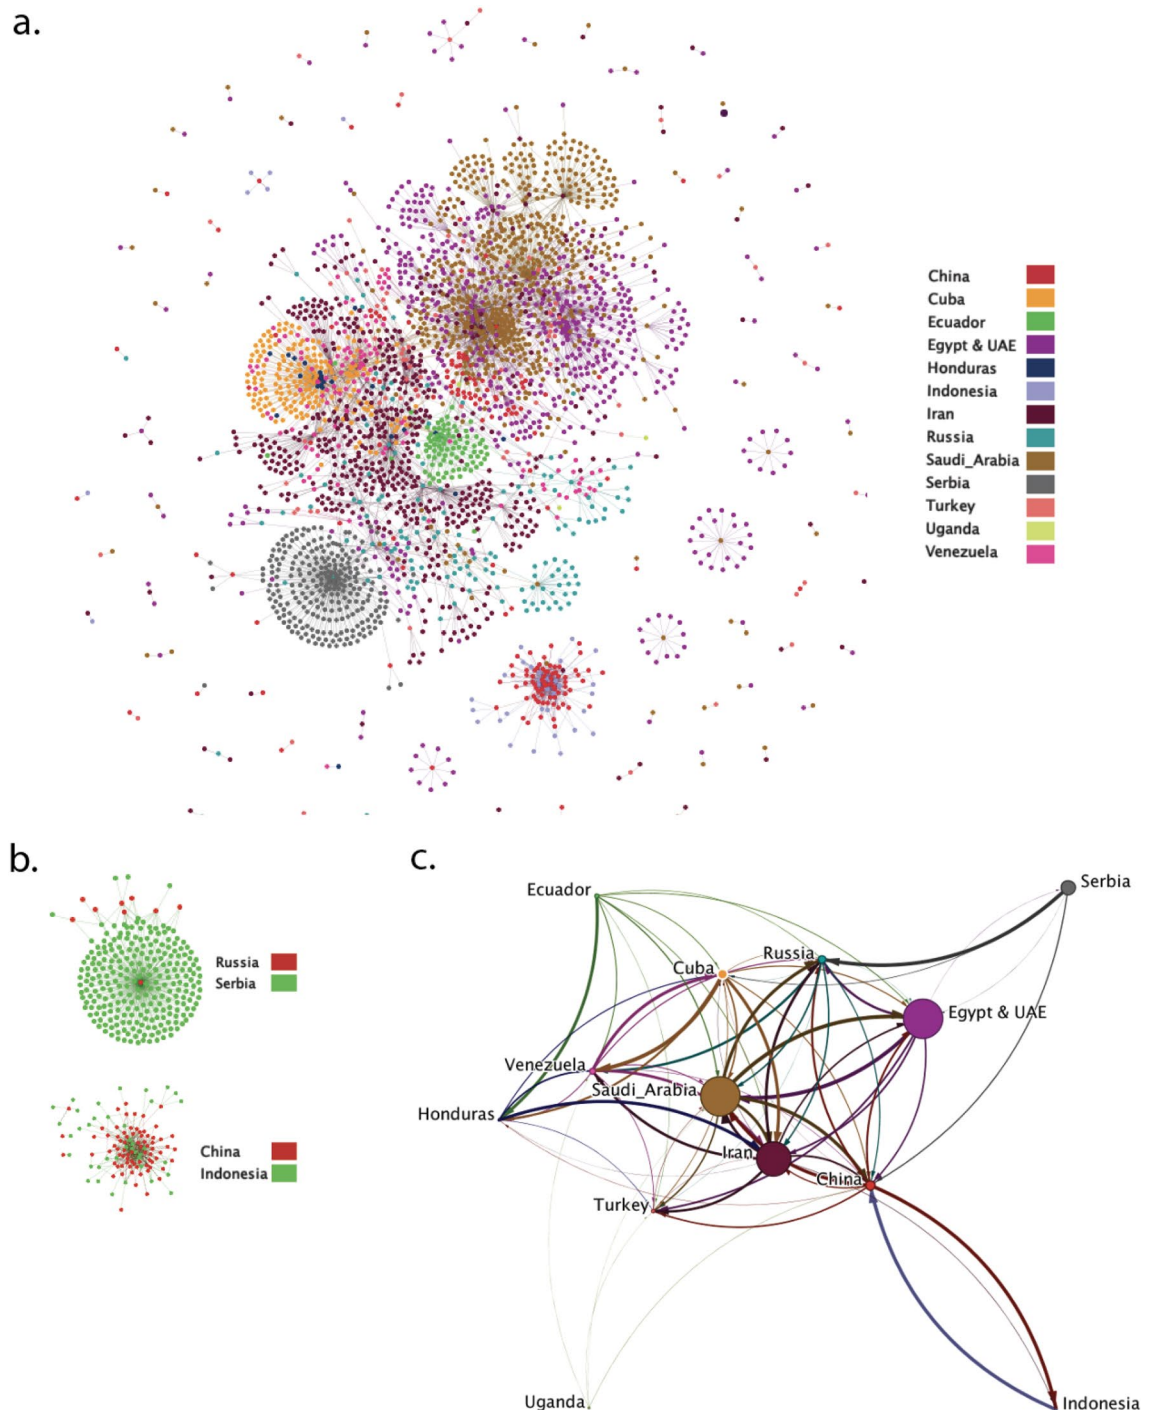 a.
China
Cuba
Ecuador
Egypt & UAE
Honduras
Indonesia
Iran
Russia
Saudi_Arabia
Serbia
Turkey
Uganda
Venezuela
b.
Russia
Serbia
China
Indonesia
c.
Ecuador
Serbia
Russia
Cuba
Egypt & UAE
Venezuela
Saudi_Arabia
Honduras
Iran
China
Turkey
Uganda
Indonesia